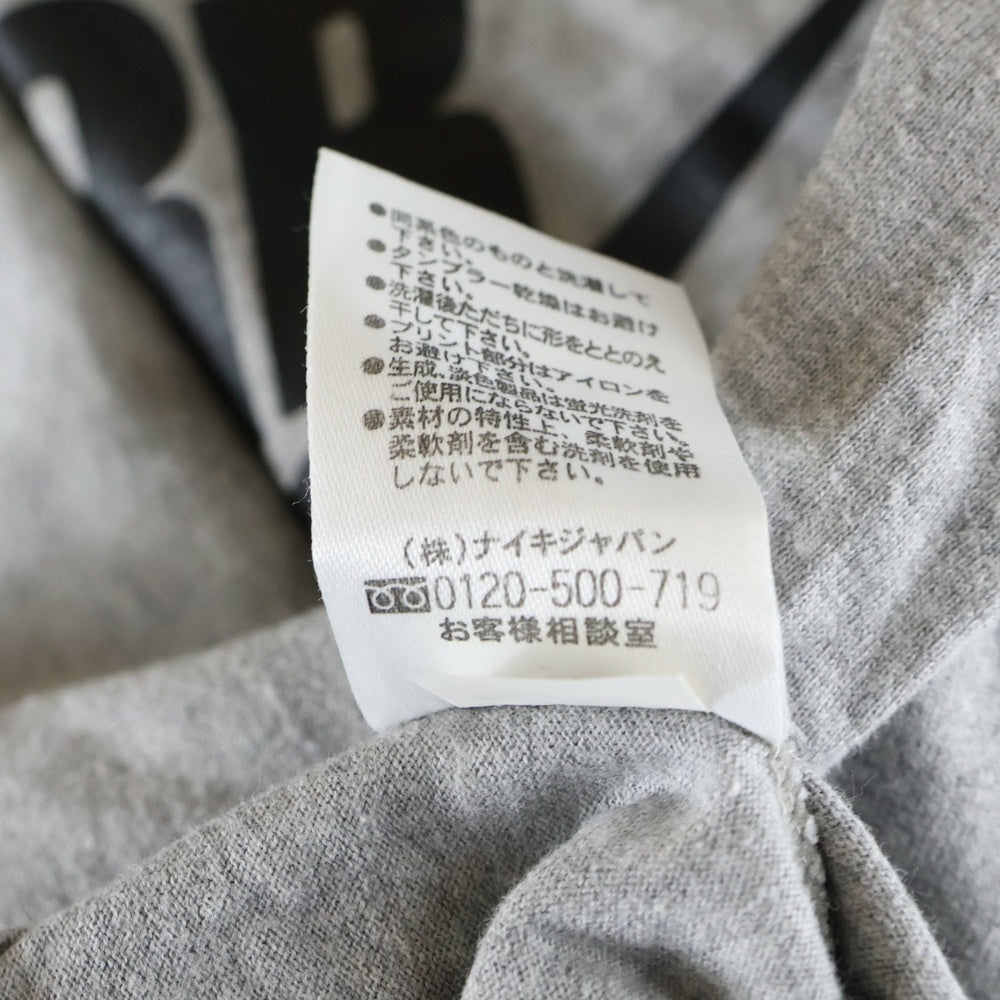 ●同系色のものと洗濯して
下さい。
●タンブラー乾燥はお避け
下さい。
●洗濯後ただちに形をととのえ
干して下さい。
●プリント部分はアイロンを
お避け下さい。
●生成、淡色製品は蛍光洗剤を
ご使用にならないで下さい。
●素材の特性上、柔軟剤や
柔軟剤を含む洗剤を使用
しないで下さい。
(株)ナイキジャパン
0120-500-719
お客様相談室